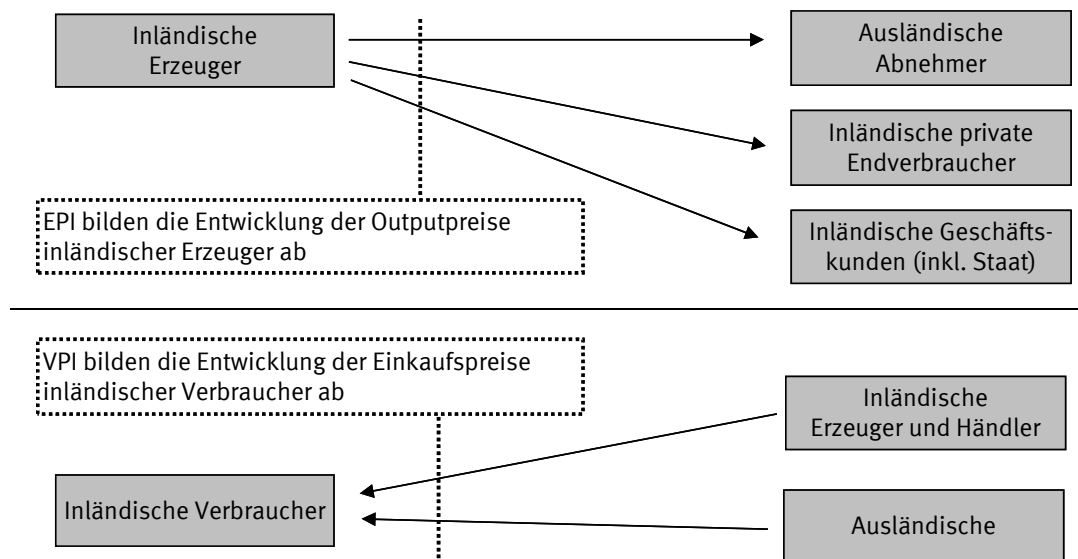 Inländische
Erzeuger
Ausländische
Abnehmer
Inländische private
Endverbraucher
EPI bilden die Entwicklung der Outputpreise
inländischer Erzeuger ab
Inländische Geschäfts-
kunden (inkl. Staat)
VPI bilden die Entwicklung der Einkaufspreise
inländischer Verbraucher ab
Inländische
Erzeuger und Händler
Inländische Verbraucher
Ausländische